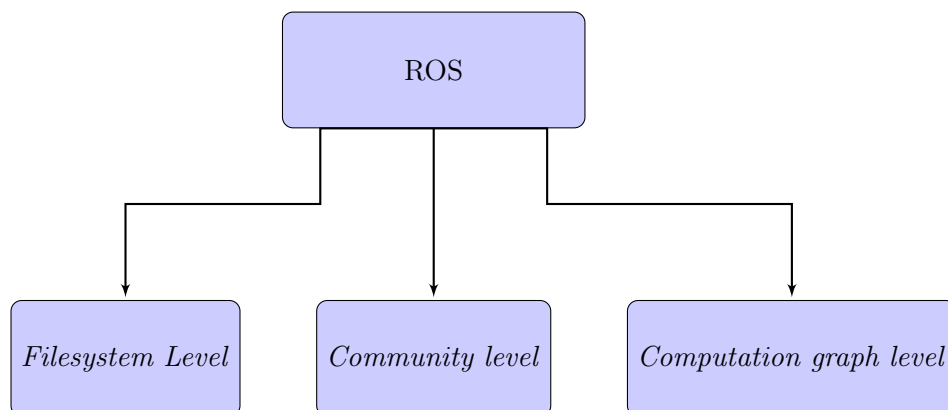 ROS
Filesystem Level
Community level
Computation graph level